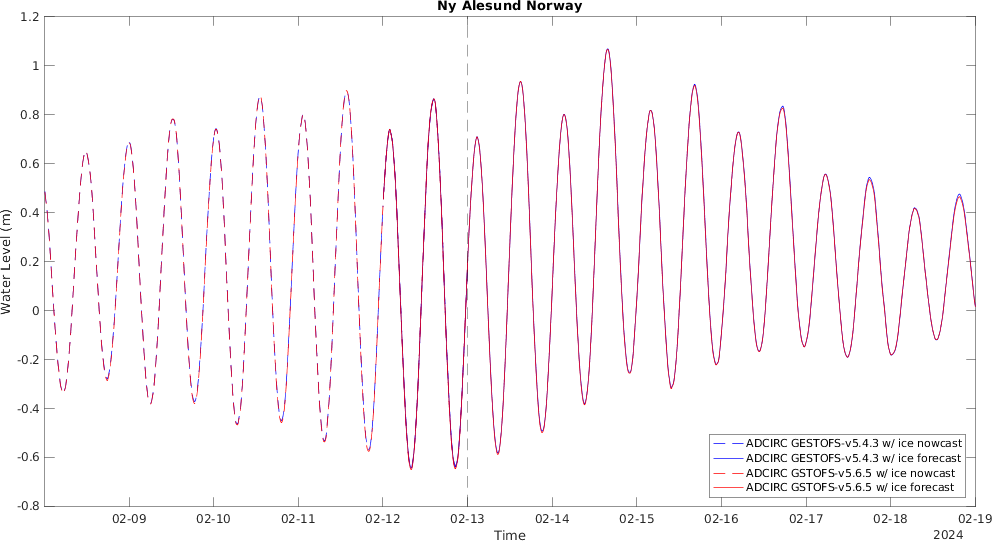 Ny Alesund Norway
1.2
1
0.8
0.6
0.4
0.2
0
-0.2
-0.4
-0.6
-0.8
Water Level (m)
02-09 02-10 02-11 02-12 02-13 02-14 02-15 02-16 02-17 02-18 02-19
Time
2024
ADCIRC GESTOFS-v5.4.3 w/ ice nowcast
ADCIRC GESTOFS-v5.4.3 w/ ice forecast
ADCIRC GSTOFS-v5.6.5 w/ ice nowcast
ADCIRC GSTOFS-v5.6.5 w/ ice forecast